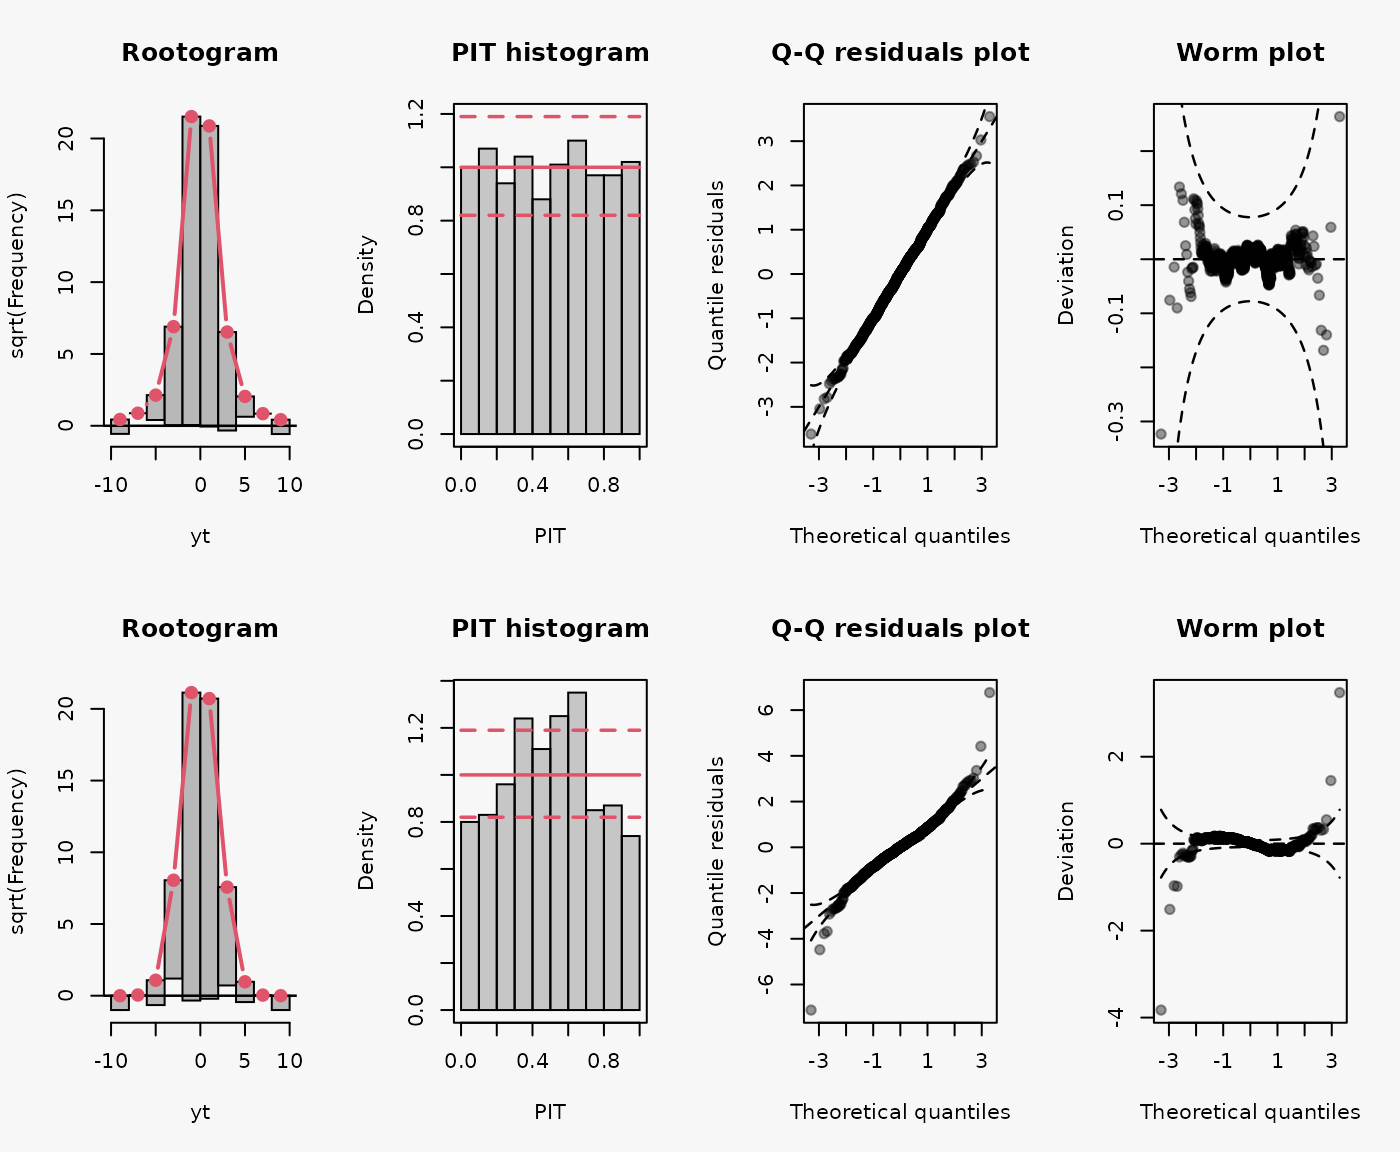 Rootogram
PIT histogram
Q-Q residuals plot
Worm plot
sqrt(Frequency)
0 5 10 15 20
-10 0 5 10
yt
Density
0.0 0.4 0.8 1.2
0.0 0.4 0.8
PIT
Quantile residuals
-3 -2 -1 0 1 2 3
-3 -1 1 3
Theoretical quantiles
Deviation
-0.3 -0.1 0.1
-3 -1 1 3
Theoretical quantiles
Rootogram
PIT histogram
Q-Q residuals plot
Worm plot
sqrt(Frequency)
0 5 10 15 20
-10 0 5 10
yt
Density
0.0 0.4 0.8 1.2
0.0 0.4 0.8
PIT
Quantile residuals
-6 -4 -2 0 2 4 6
-3 -1 1 3
Theoretical quantiles
Deviation
-4 -2 0 2
-3 -1 1 3
Theoretical quantiles